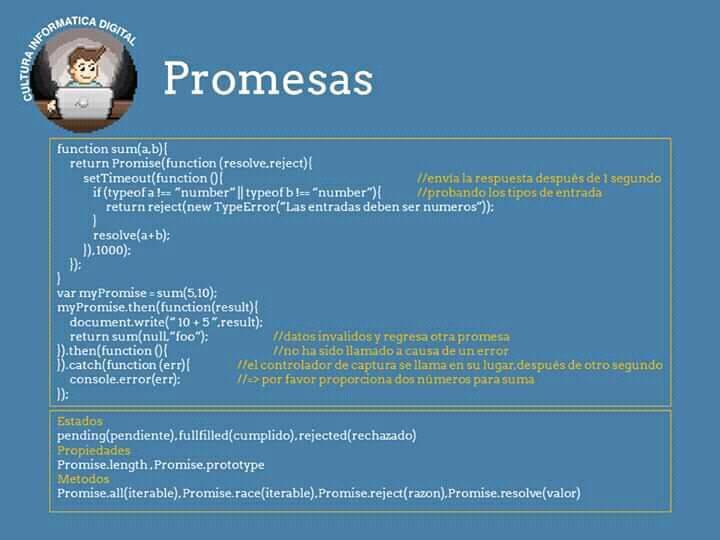 CULTURA INFORMATICA DIGITAL
Promesas
function sum(a,b){
return Promise(function (resolve,reject){
setTimeout(function (){ //envía la respuesta después de 1 segundo
if (typeof a !== "number" || typeof b !== "number"){ //probando los tipos de entrada
return reject(new TypeError("Las entradas deben ser numeros"));
}
resolve(a+b);
}),1000);
});
}
var myPromise = sum(5,10);
myPromise.then(function(result){
document.write(" 10 + 5 ",result);
return sum(null,"foo"); //datos invalidos y regresa otra promesa
}).then(function (){ //no ha sido llamado a causa de un error
}).catch(function (err){ //el controlador de captura se llama en su lugar,después de otro segundo
console.error(err); //=> por favor proporciona dos números para suma
});
Estados
pending(pendiente), fullfilled(cumplido), rejected(rechazado)
Propiedades
Promise.length , Promise.prototype
Metodos
Promise.all(iterable), Promise.race(iterable),Promise.reject(razon),Promise.resolve(valor)